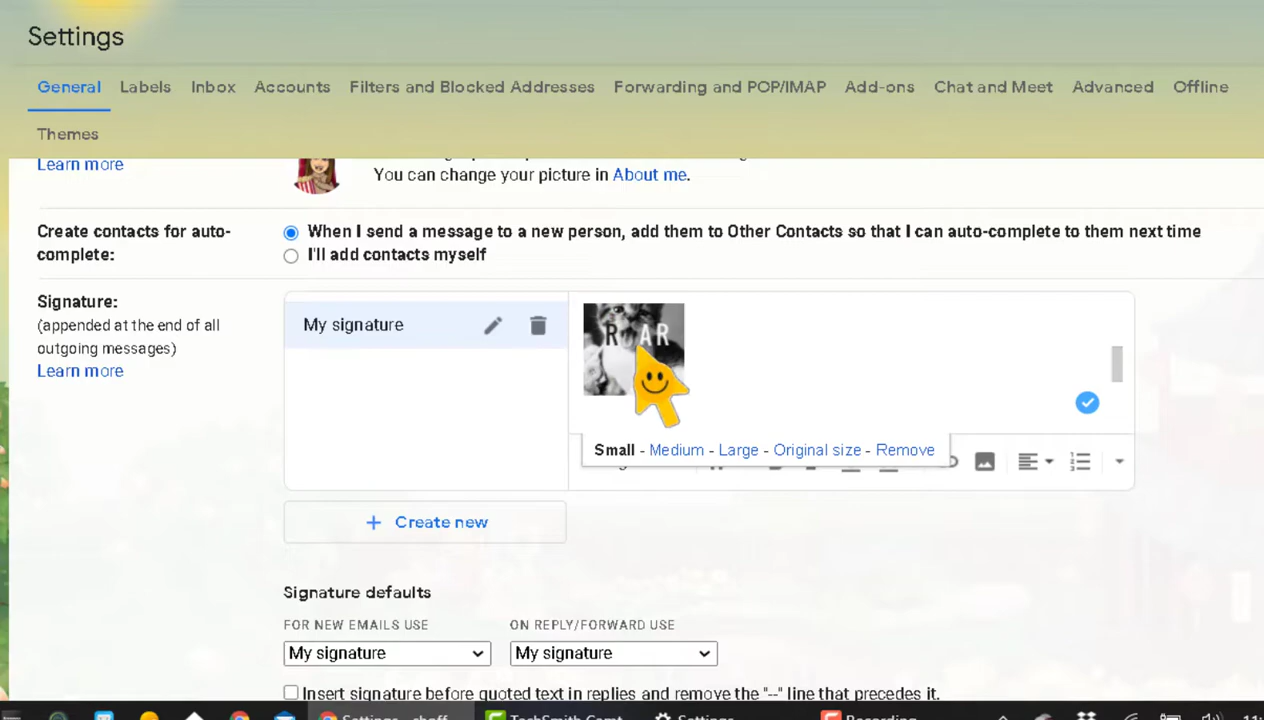 Settings
General Labels Inbox Accounts Filters and Blocked Addresses Forwarding and POP/IMAP Add-ons Chat and Meet Advanced Offline
Themes
Learn more
You can change your picture in About me.
Create contacts for auto-
complete:
When I send a message to a new person, add them to Other Contacts so that I can auto-complete to them next time
I'll add contacts myself
Signature:
(appended at the end of all
outgoing messages)
Learn more
My signature
R AR
Small - Medium - Large - Original size - Remove
+ Create new
Signature defaults
FOR NEW EMAILS USE
ON REPLY/FORWARD USE
My signature
My signature
Insert signature before quoted text in replies and remove the "--" line that precedes it.
Settings
TechSmith
Settings
Recording